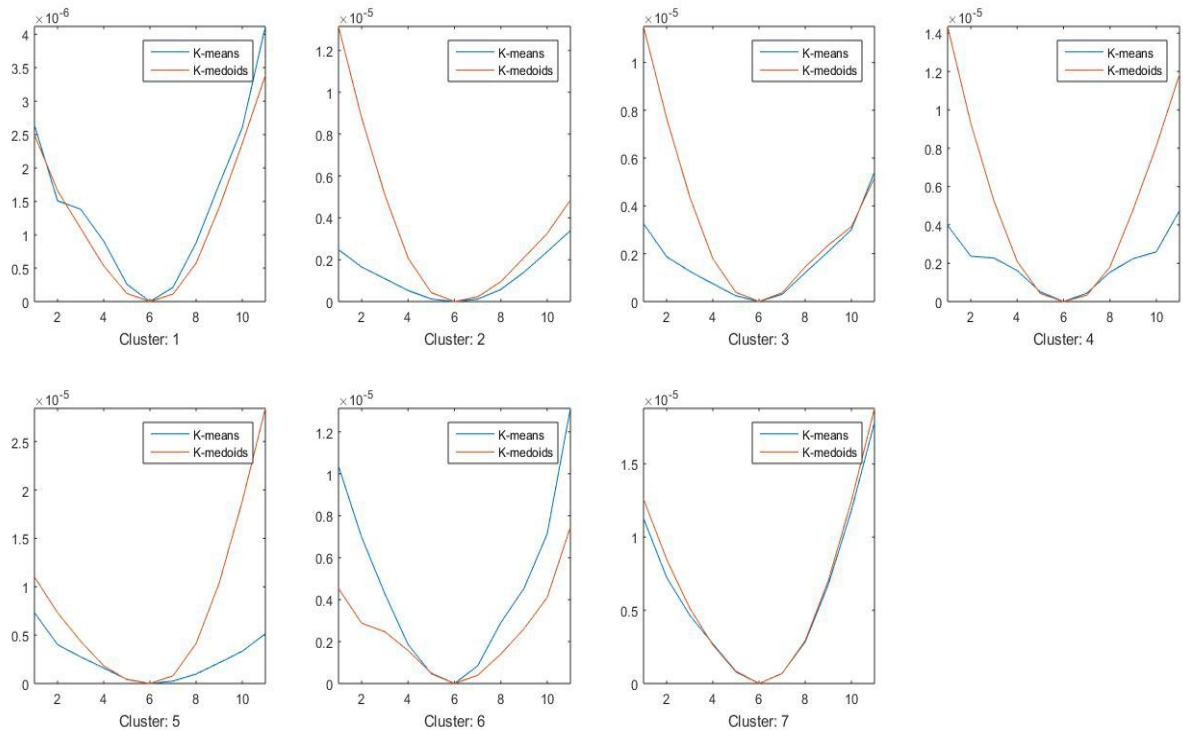 ×10-6
4
3.5
3
2.5
2
1.5
1
0.5
0
2 4 6 8 10
K-means
K-medoids
Cluster: 1
×10-5
1.2
1
0.8
0.6
0.4
0.2
0
2 4 6 8 10
K-means
K-medoids
Cluster: 2
×10-5
1
0.8
0.6
0.4
0.2
0
2 4 6 8 10
K-means
K-medoids
Cluster: 3
×10-5
1.4
1.2
1
0.8
0.6
0.4
0.2
0
2 4 6 8 10
K-means
K-medoids
Cluster: 4
×10-5
2.5
2
1.5
1
0.5
0
2 4 6 8 10
K-means
K-medoids
Cluster: 5
×10-5
1.2
1
0.8
0.6
0.4
0.2
0
2 4 6 8 10
K-means
K-medoids
Cluster: 6
×10-5
1.5
1
0.5
0
2 4 6 8 10
K-means
K-medoids
Cluster: 7